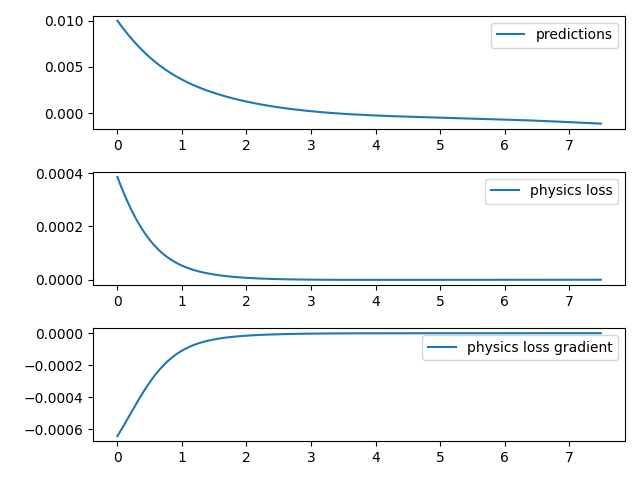 0.010
0.005
0.000
predictions
0 1 2 3 4 5 6 7
0.0004
0.0002
0.0000
physics loss
0 1 2 3 4 5 6 7
0.0000
−0.0002
−0.0004
−0.0006
physics loss gradient
0 1 2 3 4 5 6 7